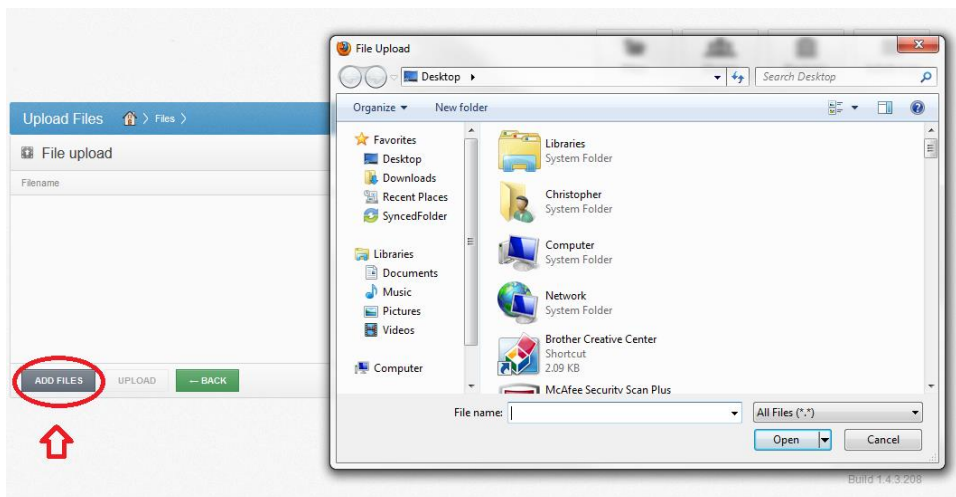 File Upload
Desktop
Search Desktop
Organize
New folder
Upload Files
Files
File upload
Filename
ADD FILES
UPLOAD
← BACK
Favorites
Desktop
Downloads
Recent Places
SyncedFolder
Libraries
Documents
Music
Pictures
Videos
Computer
Libraries
System Folder
Christopher
System Folder
Computer
System Folder
Network
System Folder
Brother Creative Center
Shortcut
2.09 KB
McAfee Security Scan Plus
File name:
All Files (*.*)
Open
Cancel
Build 1.4.3.208